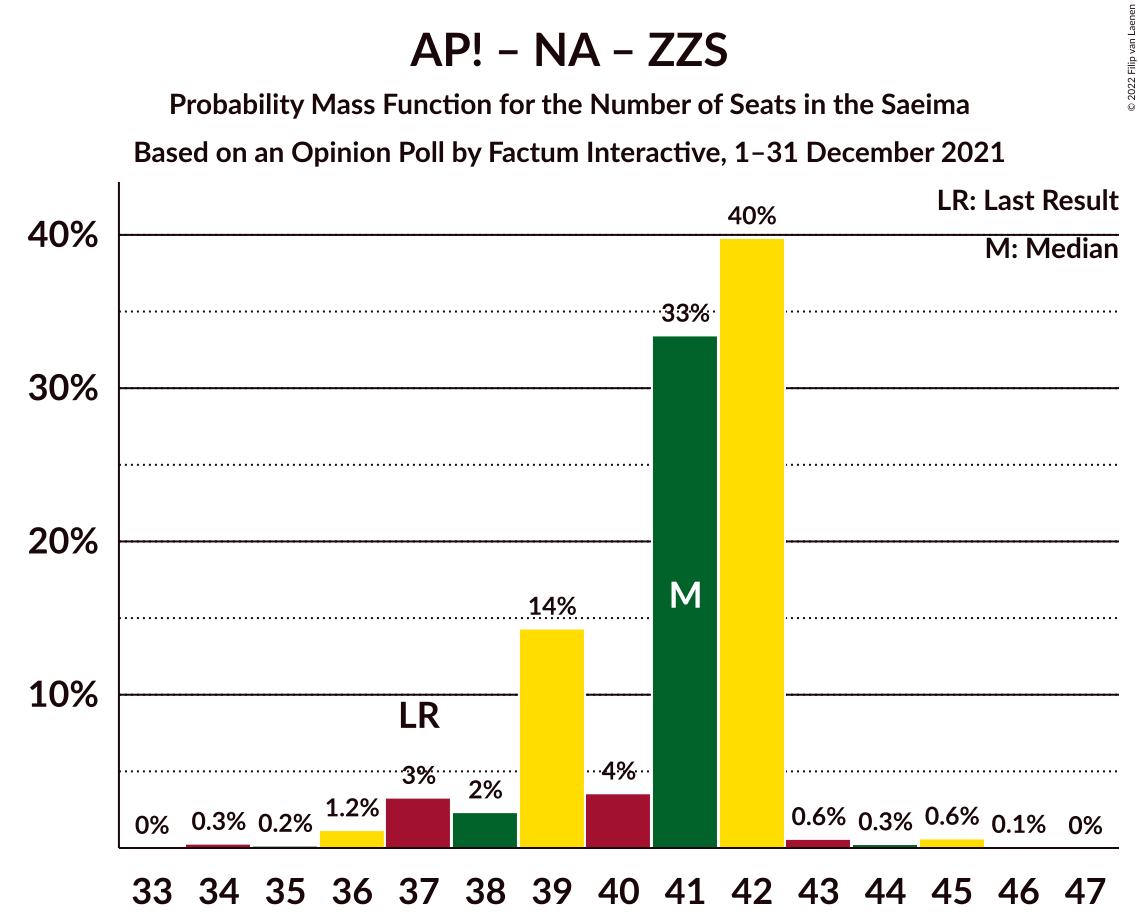 AP! – NA – ZZS
Probability Mass Function for the Number of Seats in the Saeima
Based on an Opinion Poll by Factum Interactive, 1–31 December 2021
© 2022 Filip van Laenen
LR: Last Result
M: Median
40%
30%
20%
10%
0%
0.3%
0.2%
1.2%
LR
3%
2%
14%
4%
33%
M
40%
0.6%
0.3%
0.6%
0.1%
0%
33 34 35 36 37 38 39 40 41 42 43 44 45 46 47